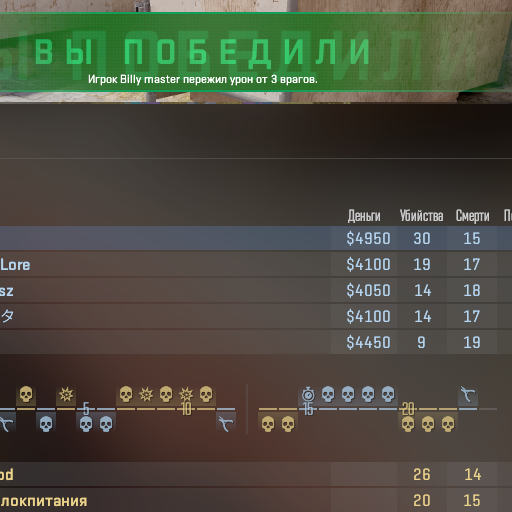 ВЫ ПОБЕДИЛИ
Игрок Billy master пережил урон от 3 врагов.
Деньги Убийства Смерти П
$4950 30 15
Lore $4100 19 17
sz $4050 14 18
タ $4100 14 17
$4450 9 19
5 10 15 20
od 26 14
локпитания 20 15